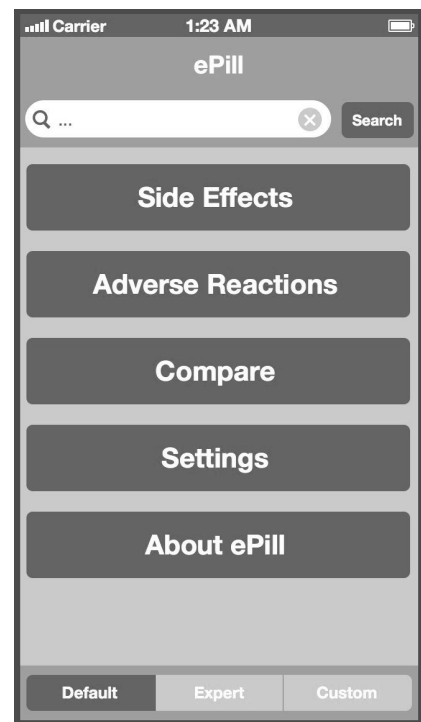 Carrier 1:23 AM
ePill
... Search
Side Effects
Adverse Reactions
Compare
Settings
About ePill
Default Expert Custom